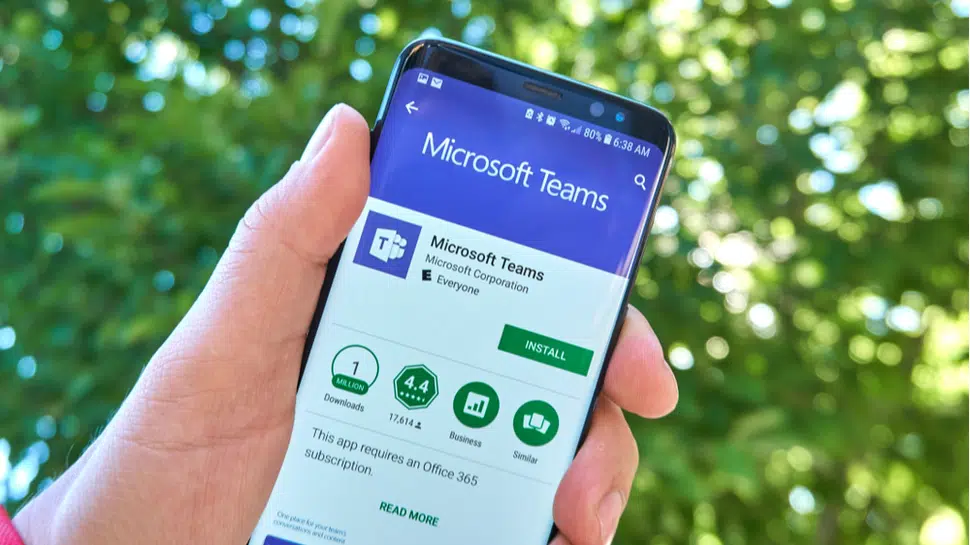 80% 6:38 AM
Microsoft Teams
T
Microsoft Teams
Microsoft Corporation
E Everyone
INSTALL
1
MILLION
Downloads
4.4
17,614
Business
Similar
This app requires an Office 365
subscription.
READ MORE
One place for your team's
conversations and content